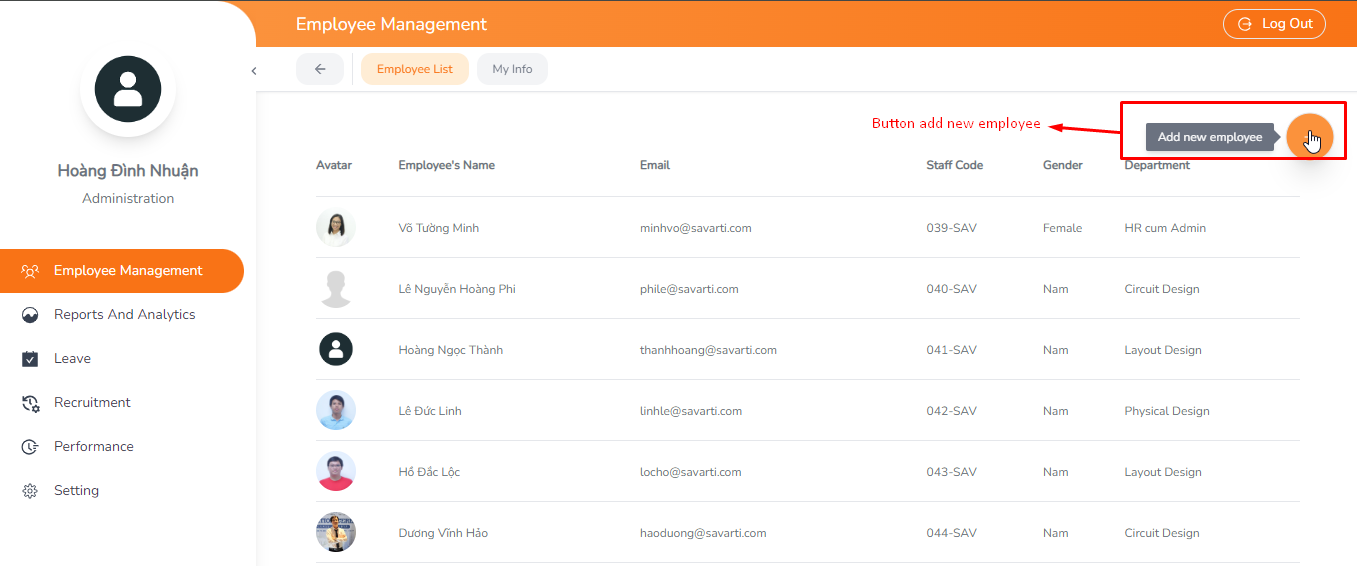 Employee Management
Log Out
Employee List
My Info
Hoàng Đình Nhuận
Administration
Employee Management
Reports And Analytics
Leave
Recruitment
Performance
Setting
Button add new employee
Add new employee
Avatar Employee's Name Email Staff Code Gender Department
Võ Tường Minh minhvo@savarti.com 039-SAV Female HR cum Admin
Lê Nguyễn Hoàng Phi phile@savarti.com 040-SAV Nam Circuit Design
Hoàng Ngọc Thành thanhhoang@savarti.com 041-SAV Nam Layout Design
Lê Đức Linh linhle@savarti.com 042-SAV Nam Physical Design
Hồ Đắc Lộc locho@savarti.com 043-SAV Nam Layout Design
Dương Vĩnh Hảo haoduong@savarti.com 044-SAV Nam Circuit Design